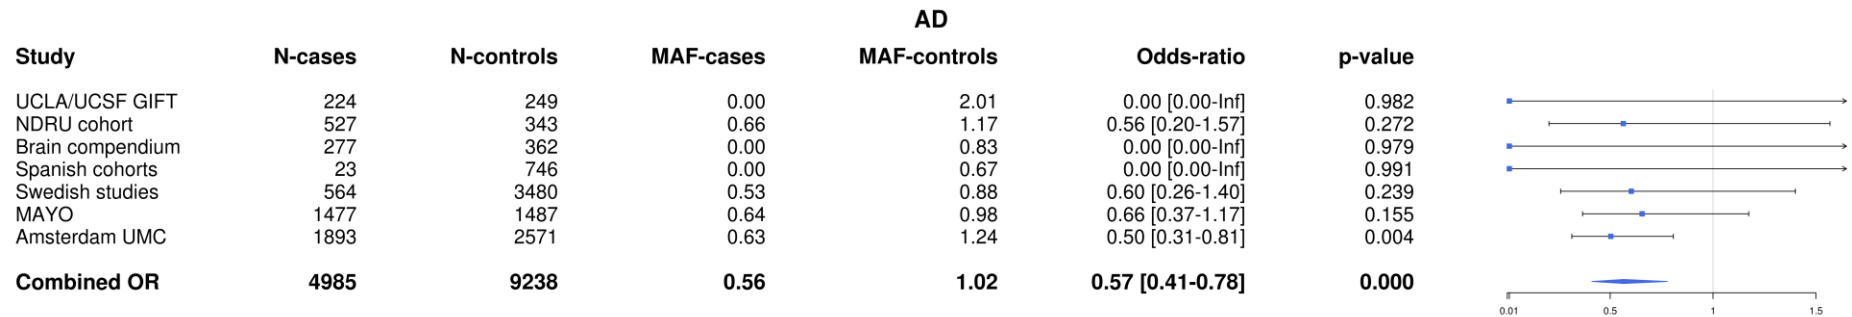 AD
Study N-cases N-controls MAF-cases MAF-controls Odds-ratio p-value
UCLA/UCSF GIFT 224 249 0.00 2.01 0.00 [0.00-Inf] 0.982
NDRU cohort 527 343 0.66 1.17 0.56 [0.20-1.57] 0.272
Brain compendium 277 362 0.00 0.83 0.00 [0.00-Inf] 0.979
Spanish cohorts 23 746 0.00 0.67 0.00 [0.00-Inf] 0.991
Swedish studies 564 3480 0.53 0.88 0.60 [0.26-1.40] 0.239
MAYO 1477 1487 0.64 0.98 0.66 [0.37-1.17] 0.155
Amsterdam UMC 1893 2571 0.63 1.24 0.50 [0.31-0.81] 0.004
Combined OR 4985 9238 0.56 1.02 0.57 [0.41-0.78] 0.000
0.01 0.5 1 1.5